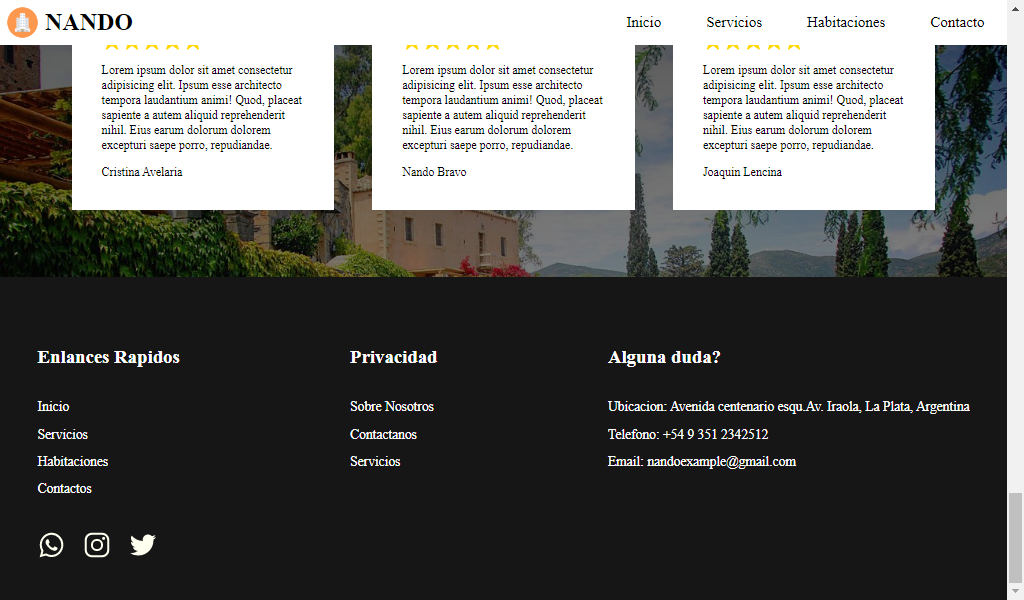 NANDO
Inicio
Servicios
Habitaciones
Contacto
Lorem ipsum dolor sit amet consectetur
adipisicing elit. Ipsum esse architecto
tempora laudantium animi! Quod, placeat
sapiente a autem aliquid reprehenderit
nihil. Eius earum dolorum dolorem
excepturi saepe porro, repudiandae.
Cristina Avelaria
Lorem ipsum dolor sit amet consectetur
adipisicing elit. Ipsum esse architecto
tempora laudantium animi! Quod, placeat
sapiente a autem aliquid reprehenderit
nihil. Eius earum dolorum dolorem
excepturi saepe porro, repudiandae.
Nando Bravo
Lorem ipsum dolor sit amet consectetur
adipisicing elit. Ipsum esse architecto
tempora laudantium animi! Quod, placeat
sapiente a autem aliquid reprehenderit
nihil. Eius earum dolorum dolorem
excepturi saepe porro, repudiandae.
Joaquin Lencina
Enlances Rapidos
Inicio
Servicios
Habitaciones
Contactos
Privacidad
Sobre Nosotros
Contactanos
Servicios
Alguna duda?
Ubicacion: Avenida centenario esqu.Av. Iraola, La Plata, Argentina
Telefono: +54 9 351 2342512
Email: nandoexample@gmail.com